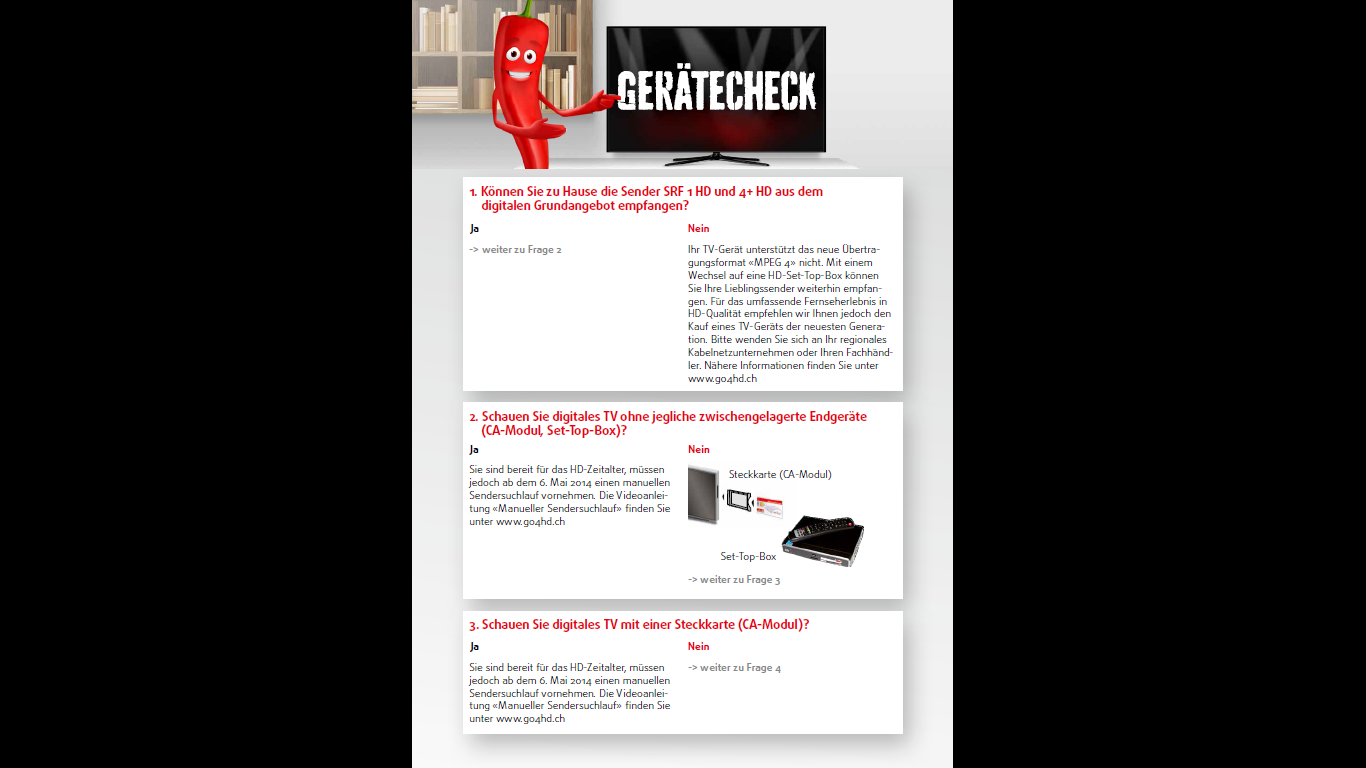 GERÄTECHECK
1. Können Sie zu Hause die Sender SRF 1 HD und 4+ HD aus dem
digitalen Grundangebot empfangen?
Ja
-> weiter zu Frage 2
Nein
Ihr TV-Gerät unterstützt das neue Übertra-
gungsformat «MPEG 4» nicht. Mit einem
Wechsel auf eine HD-Set-Top-Box können
Sie Ihre Lieblingssender weiterhin empfan-
gen. Für das umfassende Fernseherlebnis in
HD-Qualität empfehlen wir Ihnen jedoch den
Kauf eines TV-Geräts der neuesten Genera-
tion. Bitte wenden Sie sich an Ihr regionales
Kabelnetzunternehmen oder Ihren Fachhänd-
ler. Nähere Informationen finden Sie unter
www.go4hd.ch
2. Schauen Sie digitales TV ohne jegliche zwischengelagerte Endgeräte
(CA-Modul, Set-Top-Box)?
Ja
Sie sind bereit für das HD-Zeitalter, müssen
jedoch ab dem 6. Mai 2014 einen manuellen
Sendersuchlauf vornehmen. Die Videoanlei-
tung «Manueller Sendersuchlauf» finden Sie
unter www.go4hd.ch
Nein
Steckkarte (CA-Modul)
Set-Top-Box
-> weiter zu Frage 3
3. Schauen Sie digitales TV mit einer Steckkarte (CA-Modul)?
Ja
Sie sind bereit für das HD-Zeitalter, müssen
jedoch ab dem 6. Mai 2014 einen manuellen
Sendersuchlauf vornehmen. Die Videoanlei-
tung «Manueller Sendersuchlauf» finden Sie
unter www.go4hd.ch
Nein
-> weiter zu Frage 4